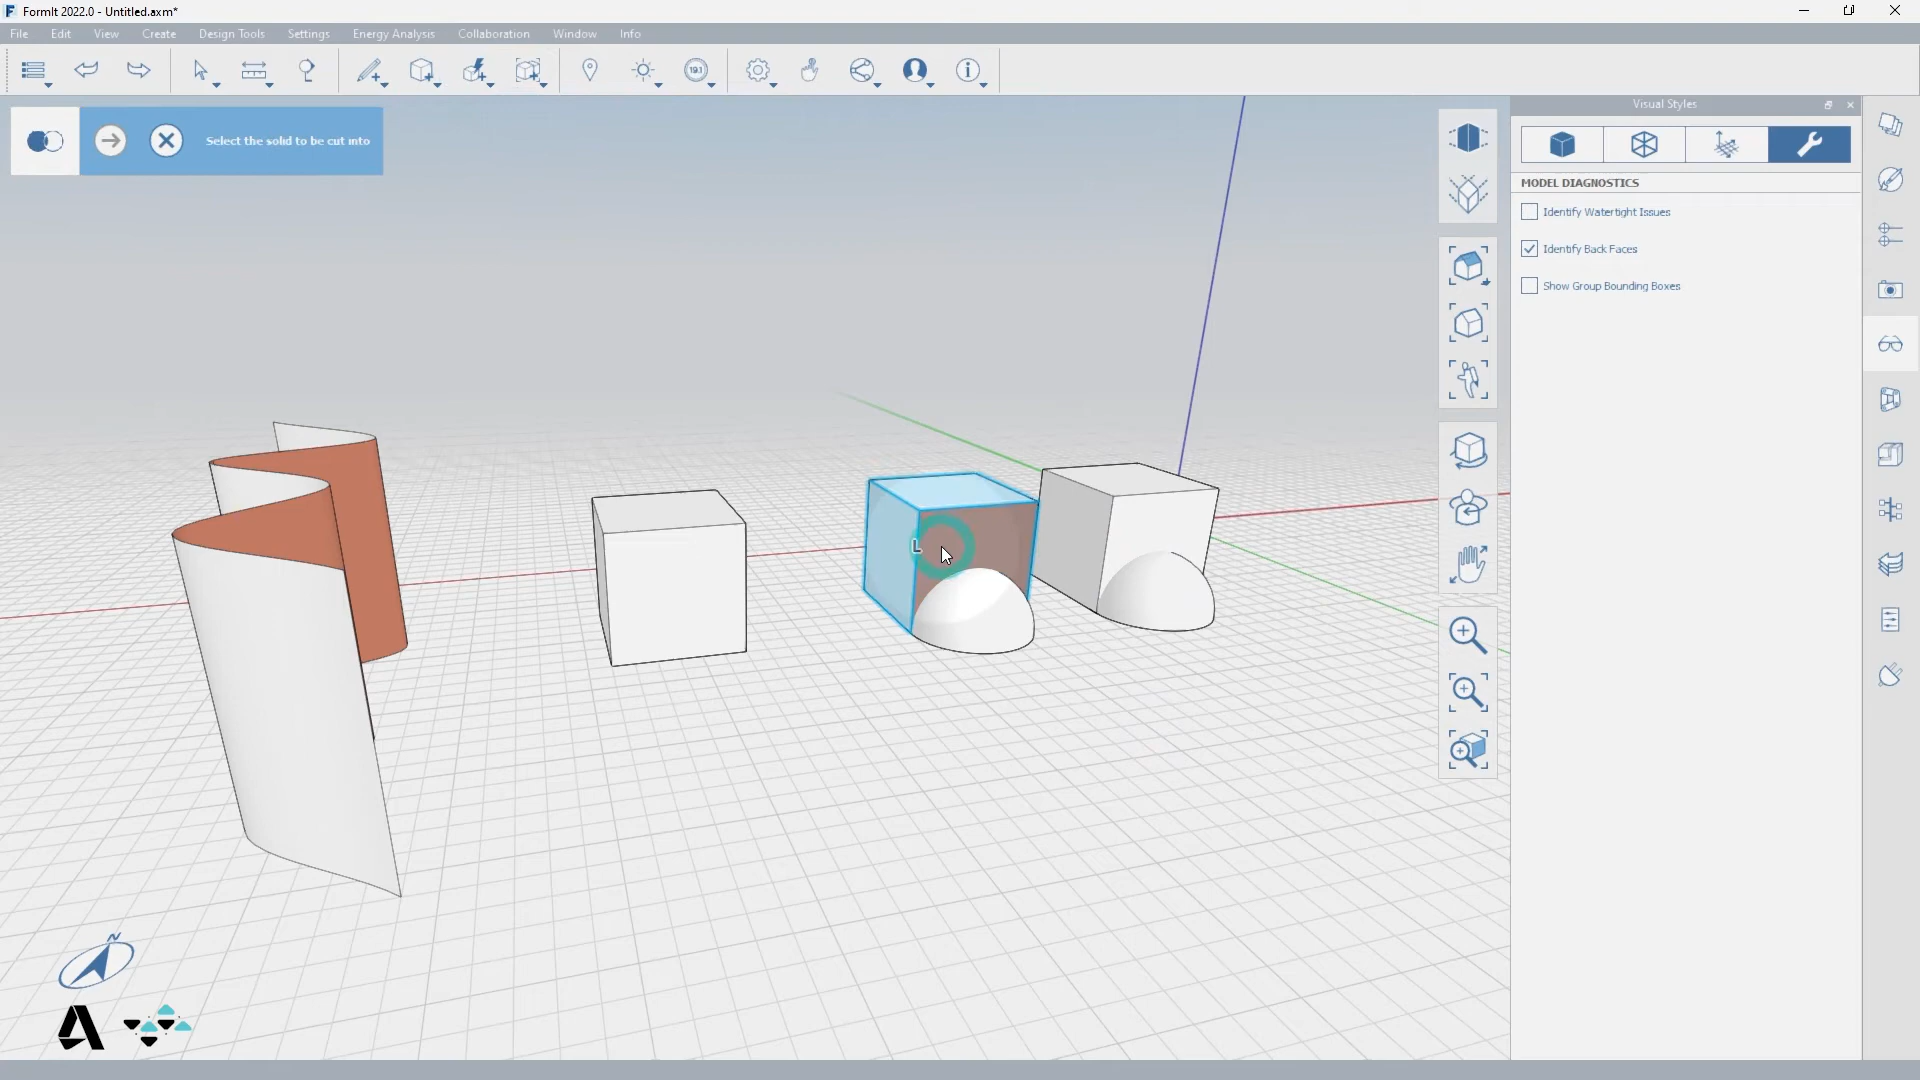 FormIt 2022.0 - Untitled.axm*
File Edit View Create Design Tools Settings Energy Analysis Collaboration Window Info
19.1
Select the solid to be cut into
Visual Styles
MODEL DIAGNOSTICS
Identify Watertight Issues
Identify Back Faces
Show Group Bounding Boxes
L
N